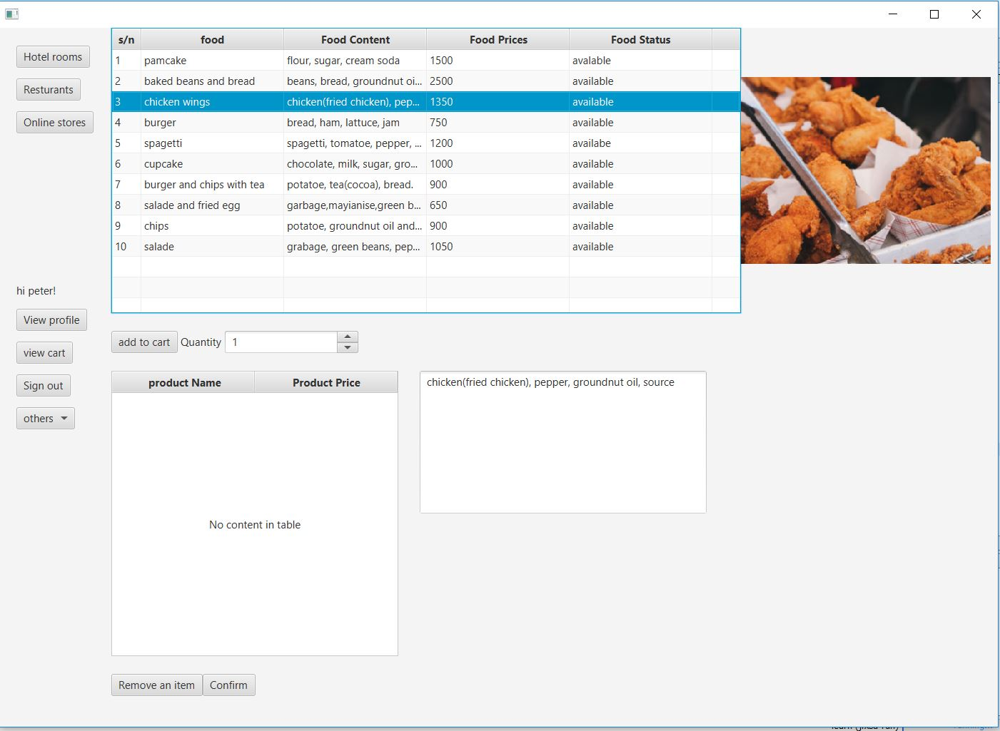 Hotel rooms
Resturants
Online stores
hi peter!
View profile
view cart
Sign out
others
s/n food Food Content Food Prices Food Status
1 pamcake flour, sugar, cream soda 1500 avalable
2 baked beans and bread beans, bread, groundnut oi... 2500 available
3 chicken wings chicken(fried chicken), pep... 1350 available
4 burger bread, ham, lattuce, jam 750 available
5 spagetti spagetti, tomatoe, pepper, ... 1200 availabe
6 cupcake chocolate, milk, sugar, gro... 1000 available
7 burger and chips with tea potatoe, tea(cocoa), bread. 900 available
8 salade and fried egg garbage,mayianise,green b... 650 available
9 chips potatoe, groundnut oil and... 900 available
10 salade grabage, green beans, pep... 1050 available
add to cart Quantity 1
product Name Product Price
No content in table
chicken(fried chicken), pepper, groundnut oil, source
Remove an item Confirm